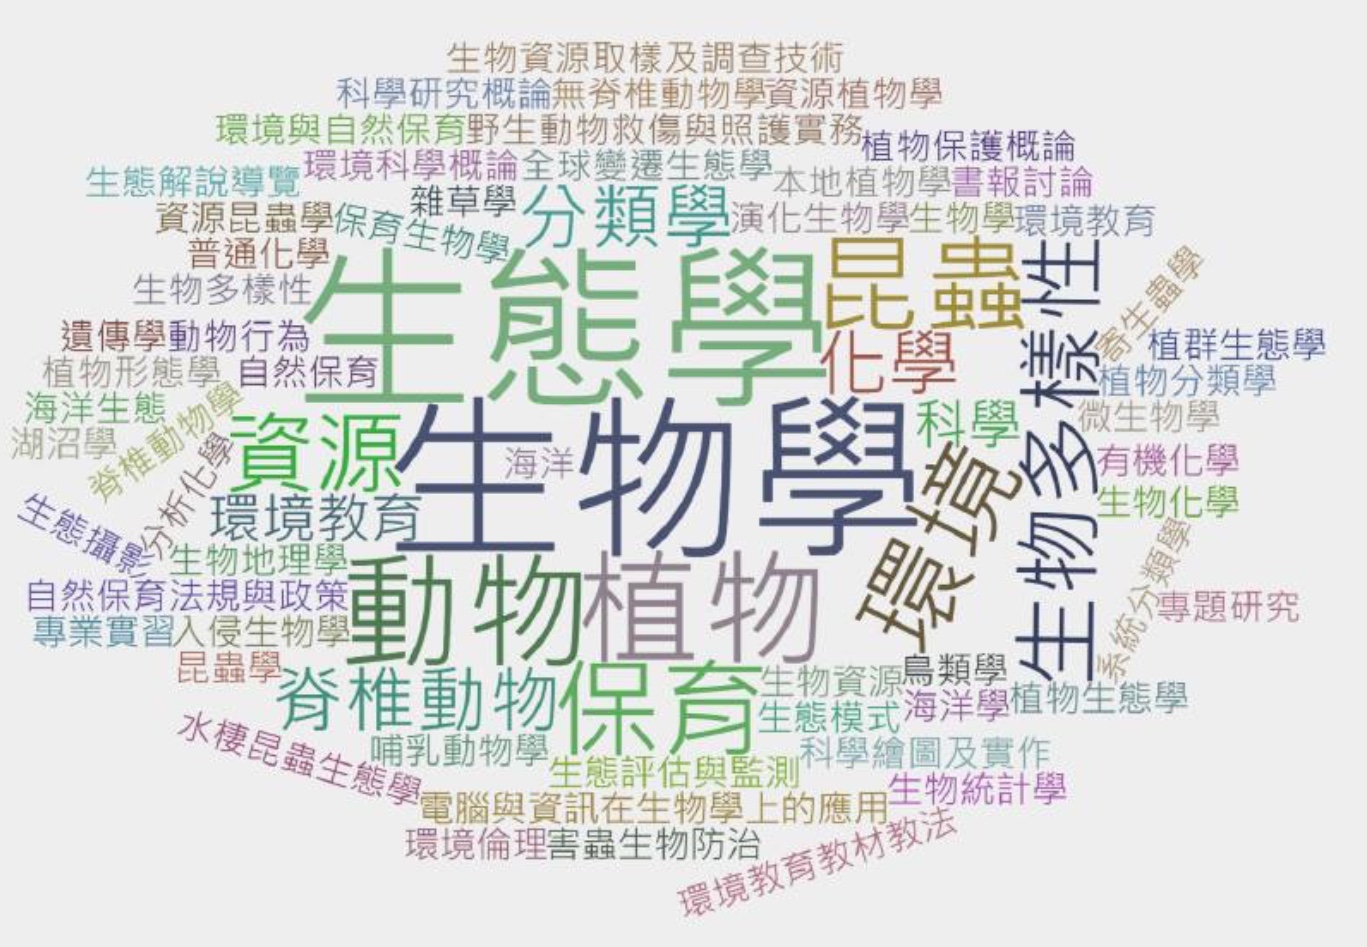 生物資源取樣及調查技術
科學研究概論
無脊椎動物學
資源植物學
環境與自然保育
野生動物救傷與照護實務
植物保護概論
環境科學概論
全球變遷生態學
生態解說導覽
本地植物學
書報討論
雜草學
分類學
資源昆蟲學
保育生物學
演化生物學
生物學
環境教育
普通化學
生態學
昆蟲
生物多樣性
寄生蟲學
生物多樣性
遺傳學
動物行為
化學
植群生態學
植物形態學
自然保育
植物分類學
海洋生態
脊椎動物學
資源
生物學
海洋
科學
微生物學
湖沼學
分析化學
環境
有機化學
生態攝影
環境教育
生物化學
生物地理學
動物
植物
系統分類學
自然保育法規與政策
專題研究
專業實習
入侵生物學
昆蟲學
脊椎動物
保育
生物資源
鳥類學
生態模式
海洋學
植物生態學
水棲昆蟲生態學
哺乳動物學
科學繪圖及實作
生態評估與監測
生物統計學
電腦與資訊在生物學上的應用
環境倫理
害蟲生物防治
環境教育教材教法